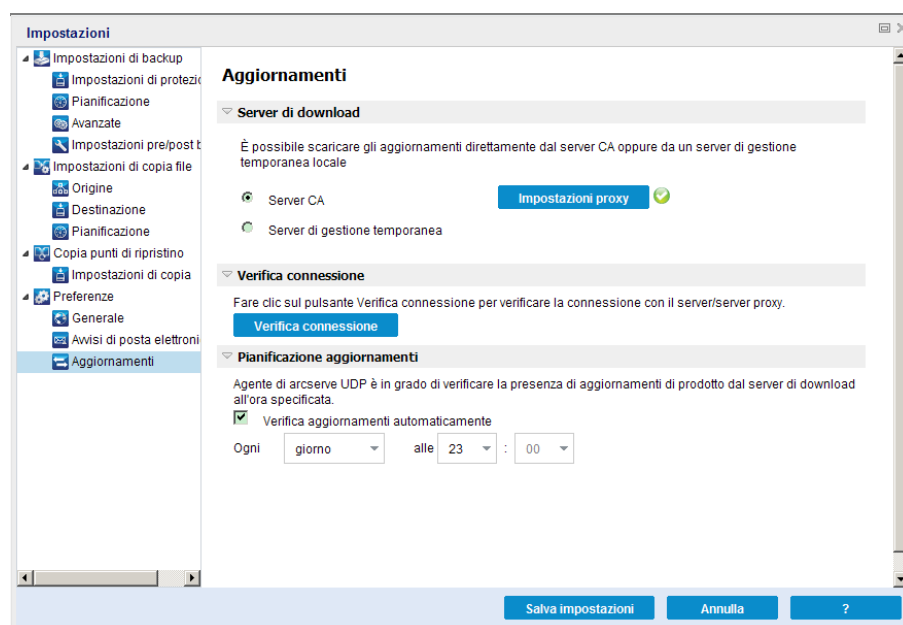 Impostazioni
Impostazioni di backup
Impostazioni di protezio
Pianificazione
Avanzate
Impostazioni pre/post b
Impostazioni di copia file
Origine
Destinazione
Pianificazione
Copia punti di ripristino
Impostazioni di copia
Preferenze
Generale
Avvisi di posta elettroni
Aggiornamenti
Aggiornamenti
Server di download
È possibile scaricare gli aggiornamenti direttamente dal server CA oppure da un server di gestione
temporanea locale
Server CA
Impostazioni proxy
Server di gestione temporanea
Verifica connessione
Fare clic sul pulsante Verifica connessione per verificare la connessione con il server/server proxy.
Verifica connessione
Pianificazione aggiornamenti
Agente di arcserve UDP è in grado di verificare la presenza di aggiornamenti di prodotto dal server di download
all'ora specificata.
Verifica aggiornamenti automaticamente
Ogni giorno alle 23 : 00
Salva impostazioni Annulla ?